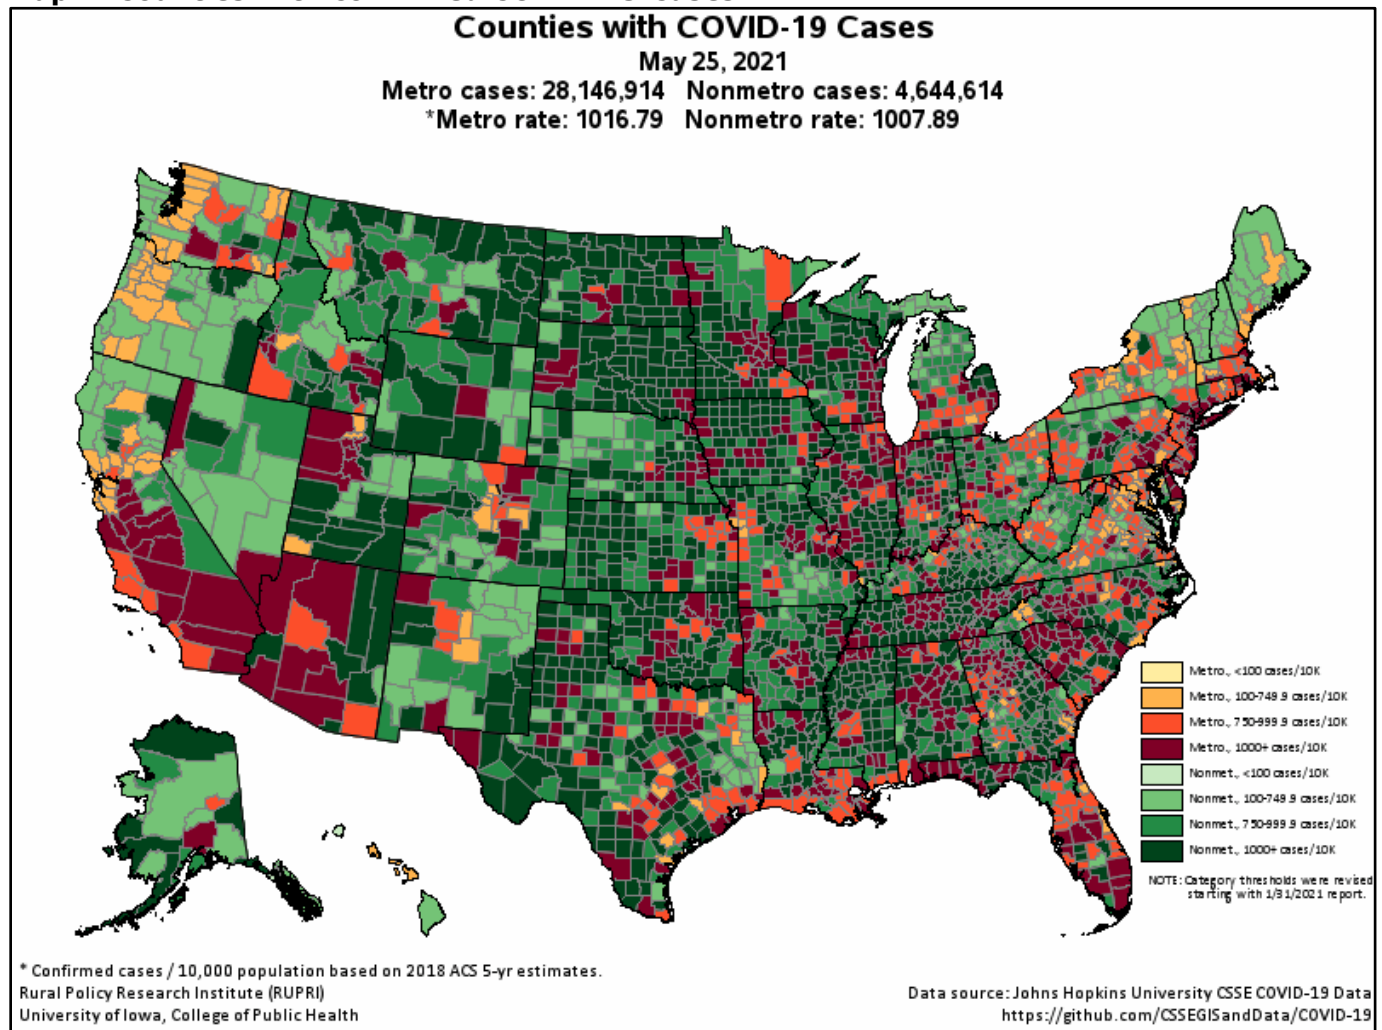 Counties with COVID-19 Cases
May 25, 2021
Metro cases: 28,146,914 Nonmetro cases: 4,644,614
*Metro rate: 1016.79 Nonmetro rate: 1007.89
Metro., <100 cases/10K
Metro., 100-749.9 cases/10K
Metro., 750-999.9 cases/10K
Metro., 1000+ cases/10K
Nonmet., <100 cases/10K
Nonmet., 100-749.9 cases/10K
Nonmet., 750-999.9 cases/10K
Nonmet., 1000+ cases/10K
NOTE: Category thresholds were revised
starting with 1/31/2021 report.
* Confirmed cases / 10,000 population based on 2018 ACS 5-yr estimates.
Rural Policy Research Institute (RUPRI)
University of Iowa, College of Public Health
Data source: Johns Hopkins University CSSE COVID-19 Data
https://github.com/CSSEGISandData/COVID-19